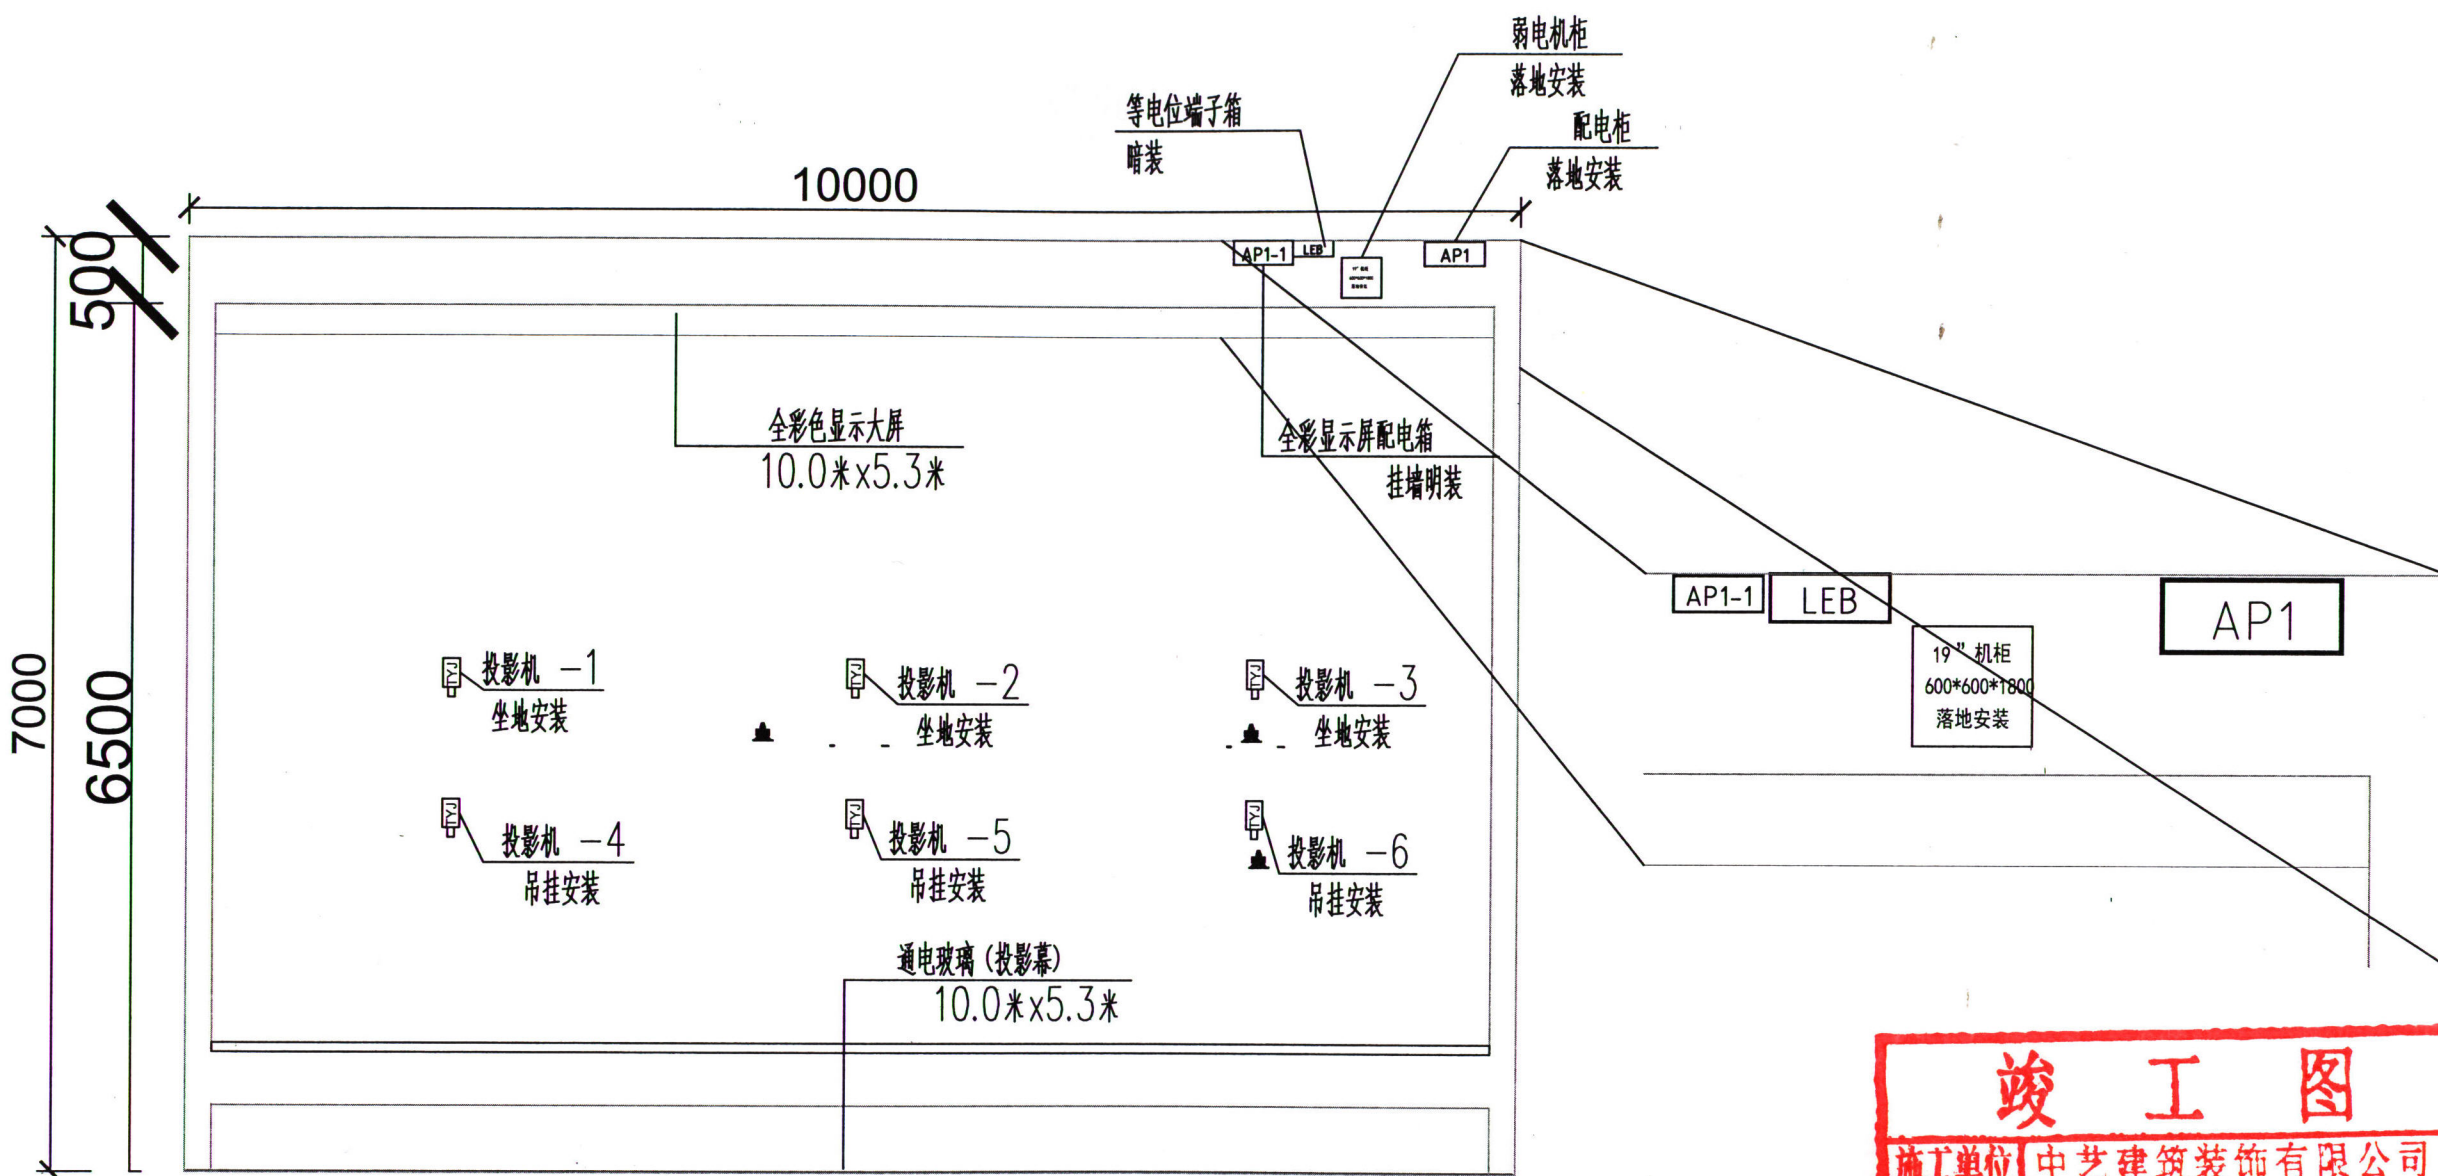 弱电机柜
落地安装
等电位端子箱
暗装
配电柜
落地安装
10000
500
AP1-1
LEB
AP1
全彩色显示大屏
10.0米x5.3米
全彩显示屏配电箱
挂墙明装
AP1-1
LEB
AP1
19”机柜
600*600*1800
落地安装
7000
6500
TYJ
投影机 -1
坐地安装
TYJ
投影机 -2
坐地安装
TYJ
投影机 -3
坐地安装
TYJ
投影机 -4
吊挂安装
TYJ
投影机 -5
吊挂安装
TYJ
投影机 -6
吊挂安装
通电玻璃(投影幕)
10.0米x5.3米
竣工图
施工单位 中艺建筑装饰有限公司